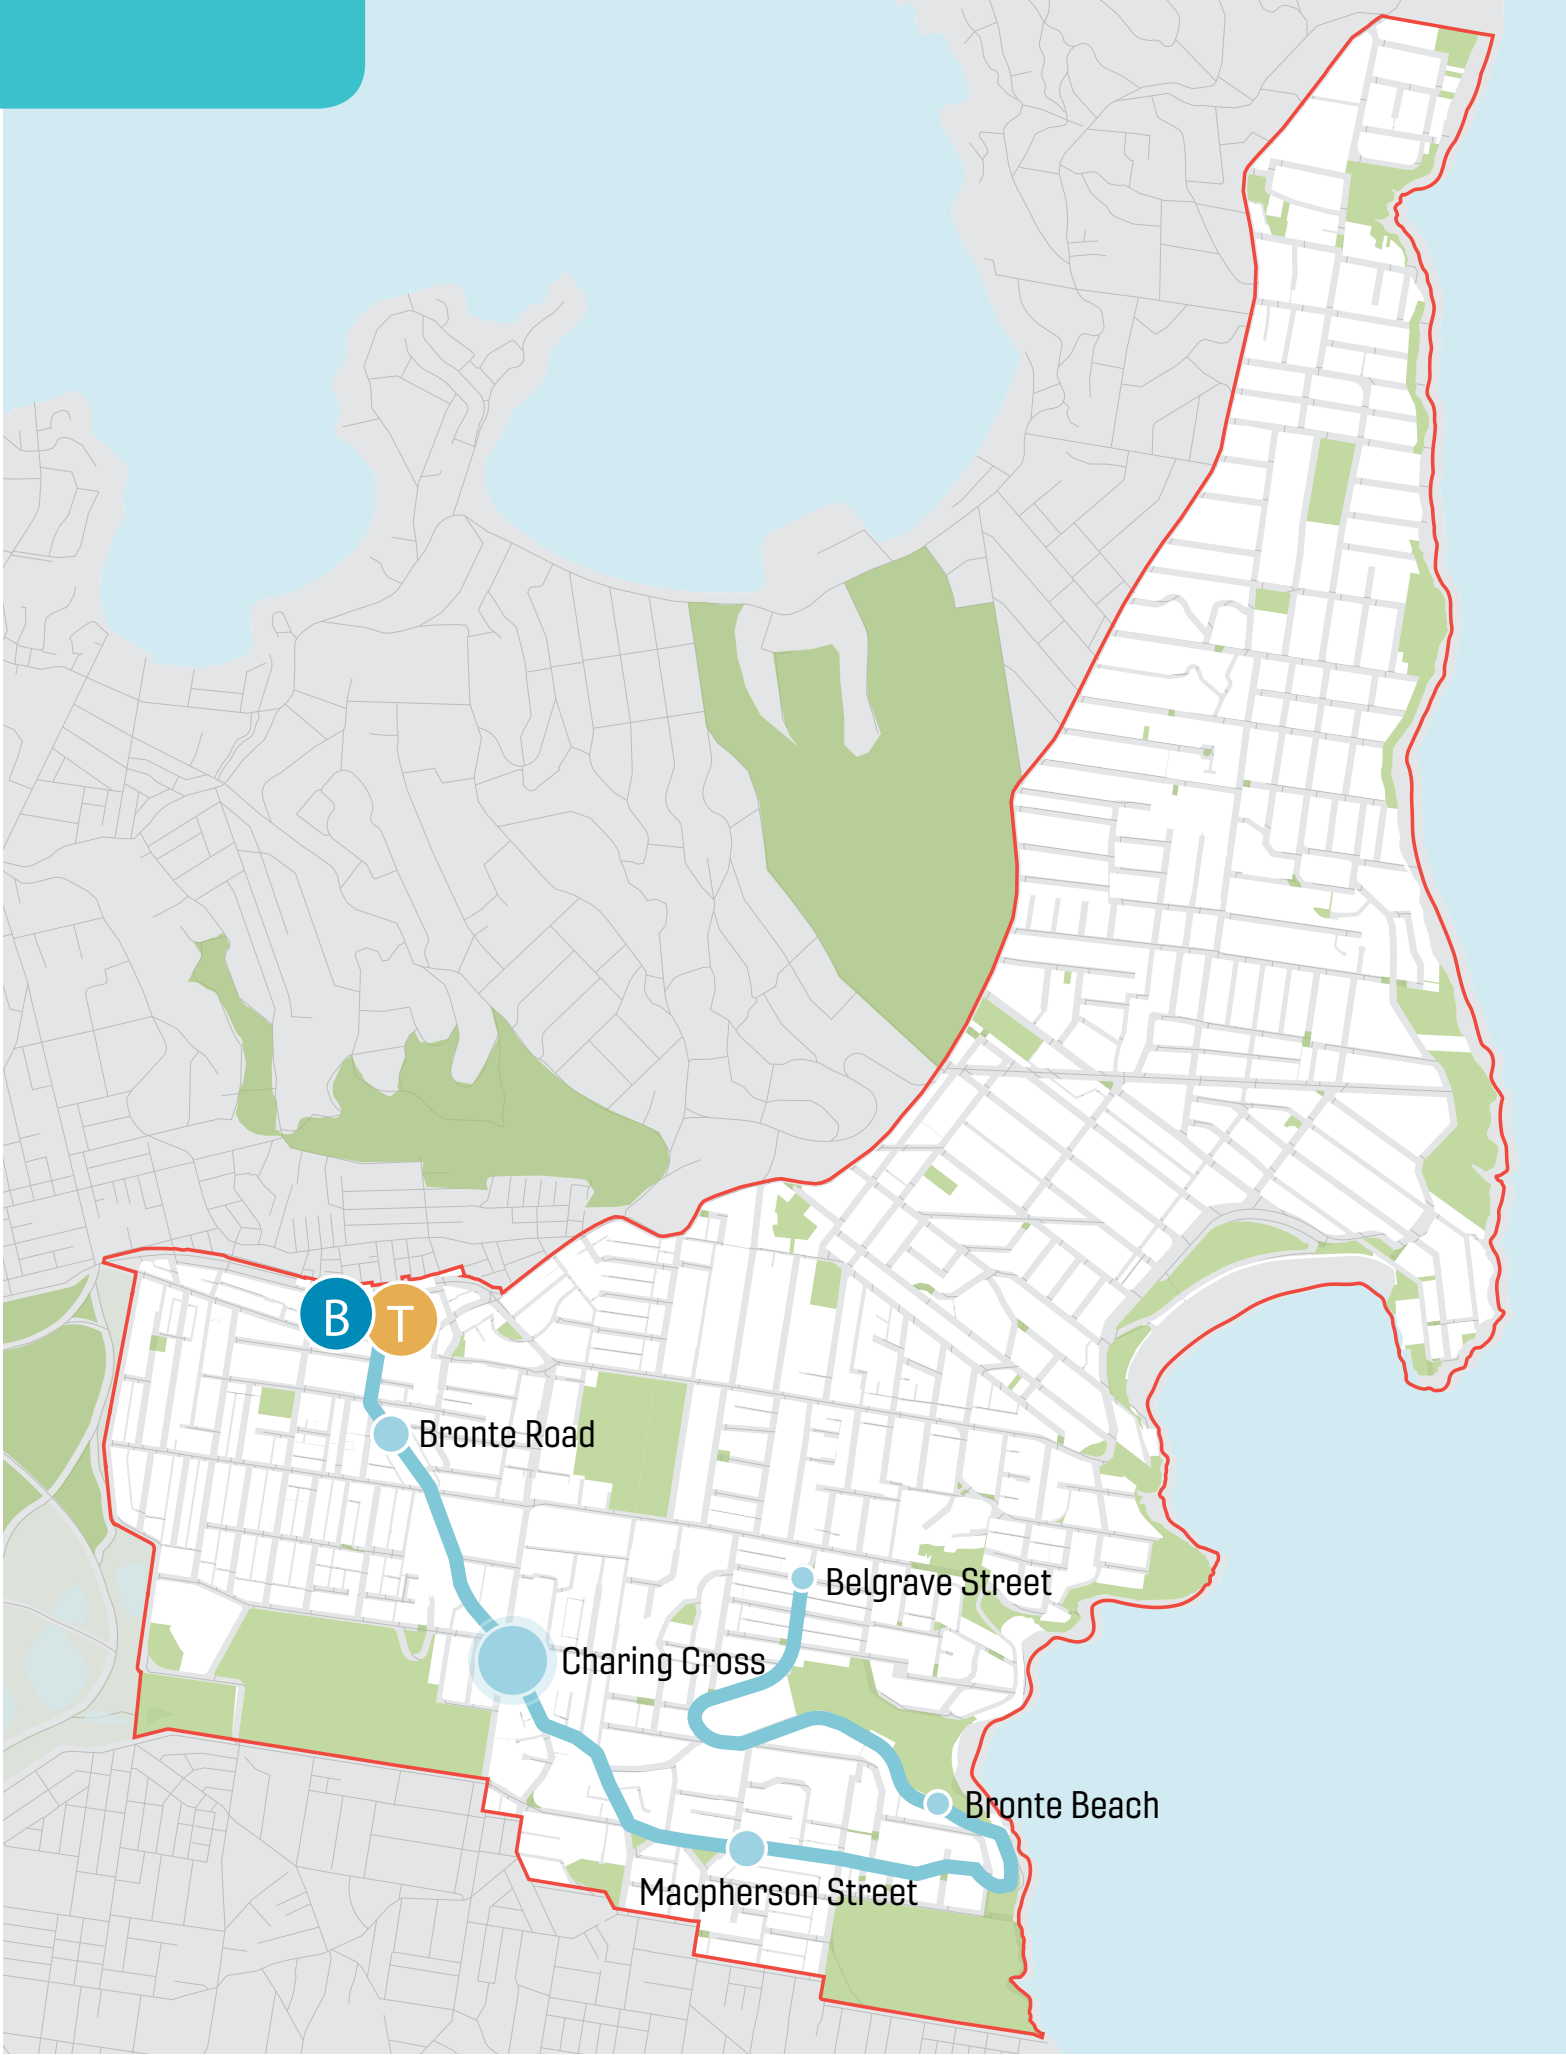 B
T
Bronte Road
Belgrave Street
Charing Cross
Bronte Beach
Macpherson Street